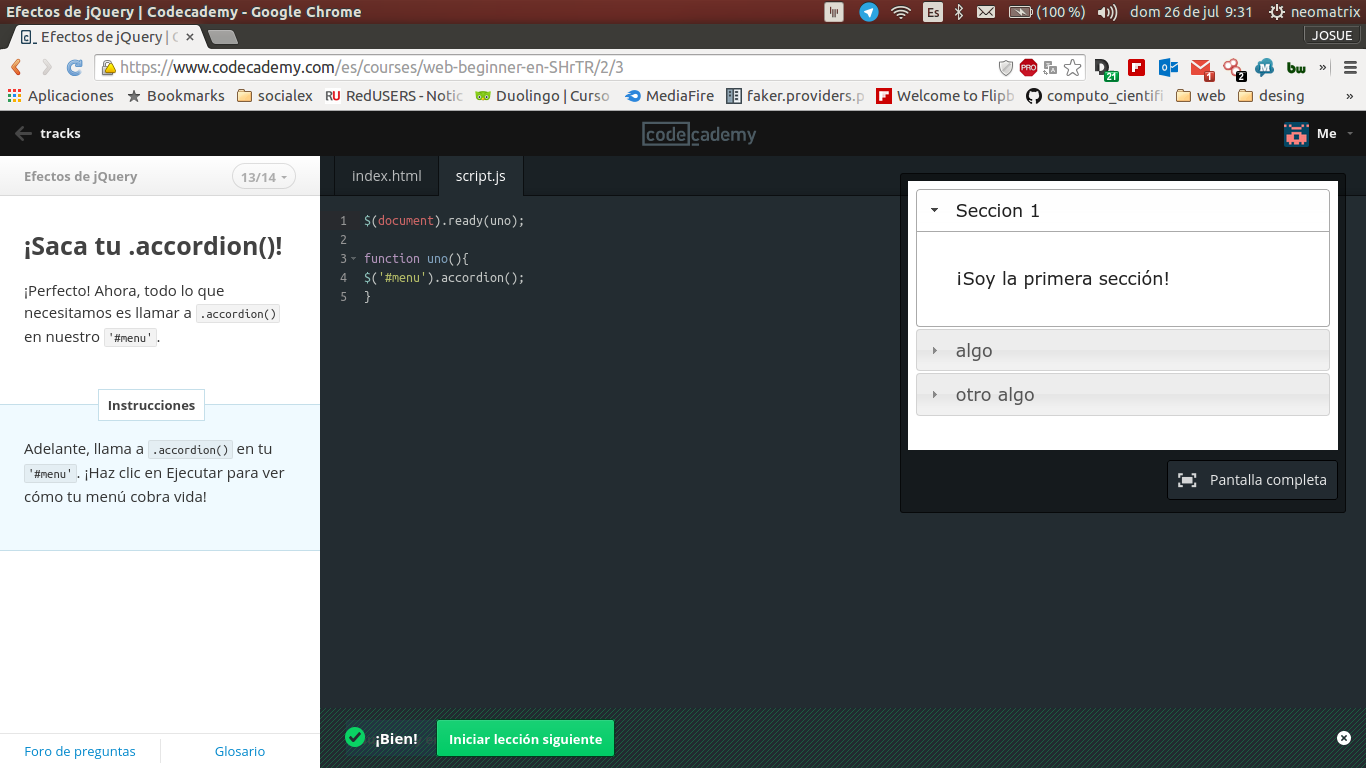 Efectos de jQuery | Codecademy - Google Chrome
Es
(100 %)
dom 26 de jul 9:31
neomatrix
Efectos de jQuery | C
JOSUE
https://www.codecademy.com/es/courses/web-beginner-en-SHrTR/2/3
PRO
21
1
2
bw
»
Aplicaciones
Bookmarks
socialex
RU RedUSERS - Notic
Duolingo | Curso
MediaFire
faker.providers.p
Welcome to Flipb
computo_cientifi
web
desing
»
tracks
codecademy
Me
Efectos de jQuery
13/14
index.html
script.js
¡Saca tu .accordion()!
¡Perfecto! Ahora, todo lo que
necesitamos es llamar a .accordion()
en nuestro '#menu'.
Instrucciones
Adelante, llama a .accordion() en tu
'#menu'. ¡Haz clic en Ejecutar para ver
cómo tu menú cobra vida!
1 $(document).ready(uno);
2
3 function uno(){
4 $('#menu').accordion();
5 }
Seccion 1
¡Soy la primera sección!
algo
otro algo
Pantalla completa
Foro de preguntas
Glosario
¡Bien!
Iniciar lección siguiente